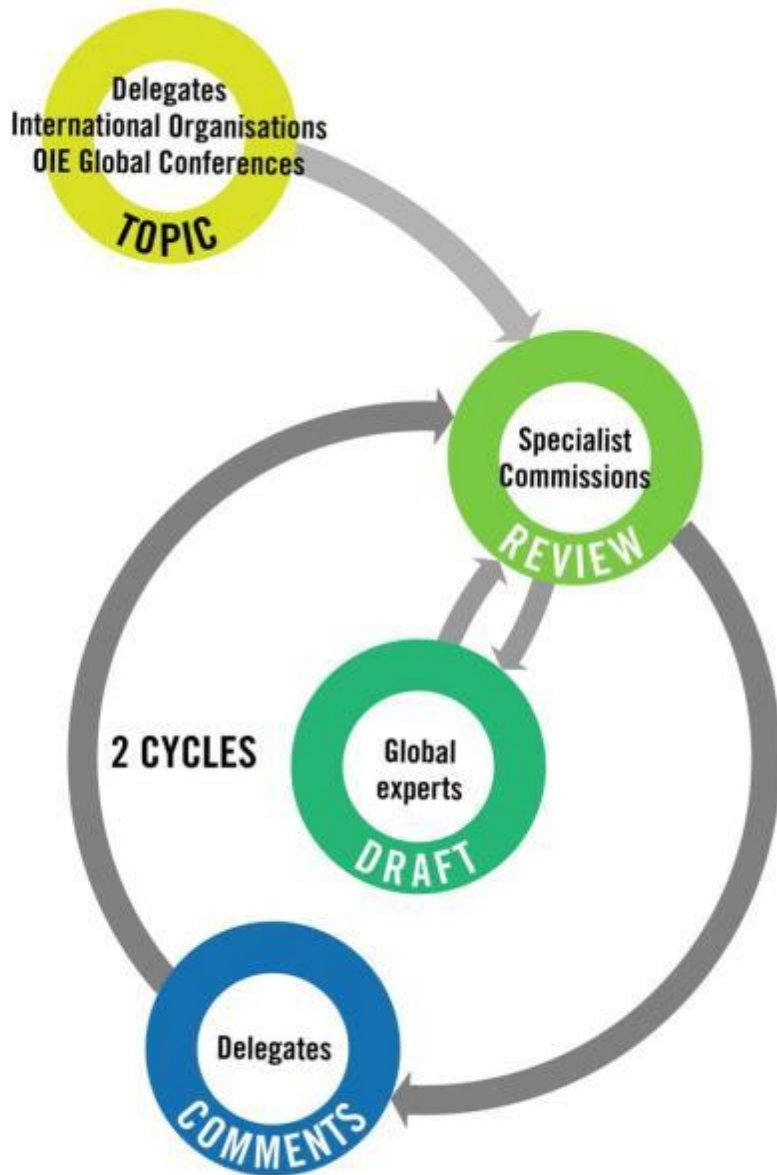 Delegates
International Organisations
OIE Global Conferences
TOPIC
Specialist
Commissions
REVIEW
2 CYCLES
Global
experts
DRAFT
Delegates
COMMENTS